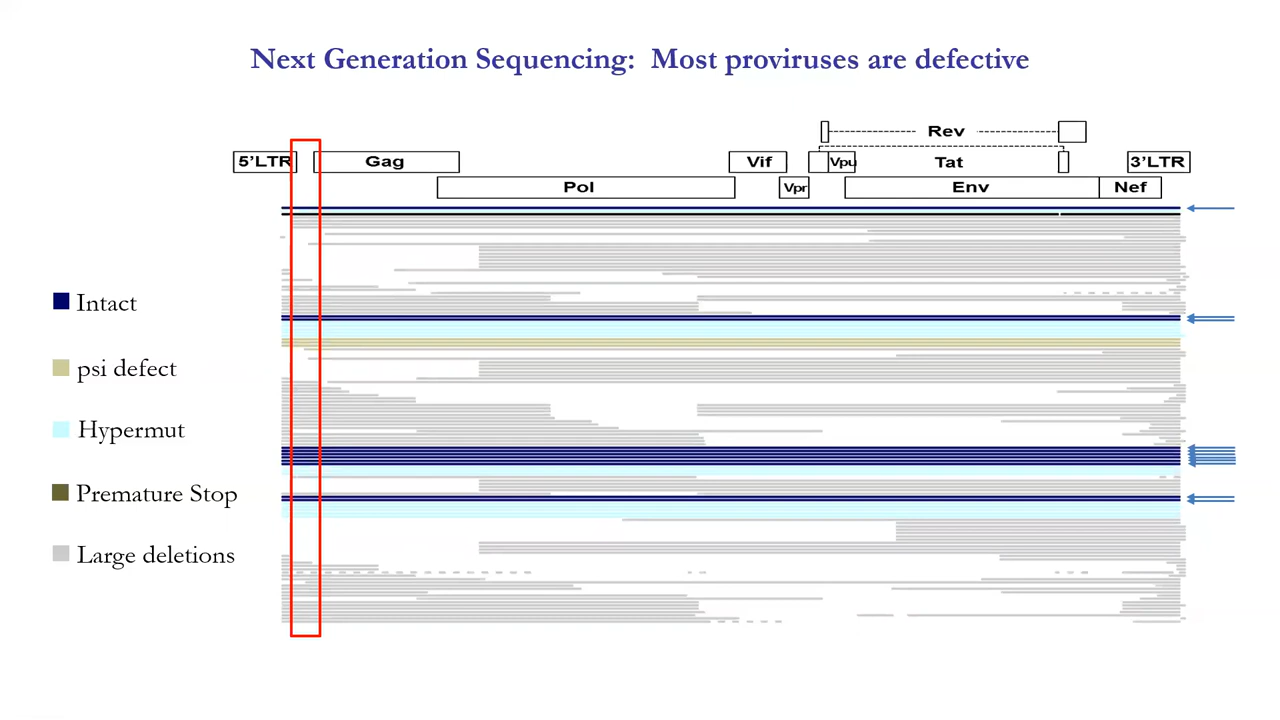 Next Generation Sequencing:  Most proviruses are defective
Rev
5'LTR Gag Vif Vpu Tat 3'LTR
Pol Vpr Env Nef
Intact
psi defect
Hypermut
Premature Stop
Large deletions